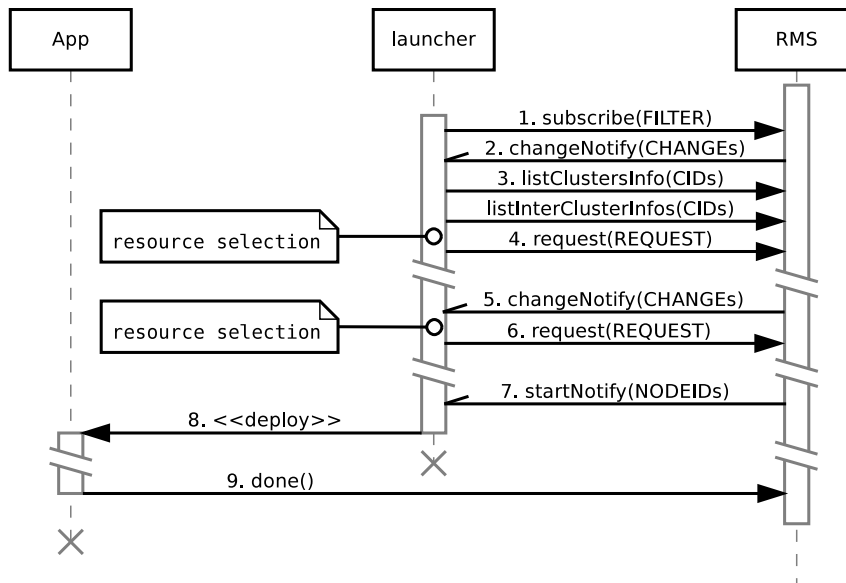 App
launcher
RMS
1. subscribe(FILTER)
2. changeNotify(CHANGEs)
3. listClustersInfo(CIDs)
listInterClusterInfos(CIDs)
resource selection
4. request(REQUEST)
5. changeNotify(CHANGEs)
resource selection
6. request(REQUEST)
7. startNotify(NODEIDs)
8. <<deploy>>
9. done()